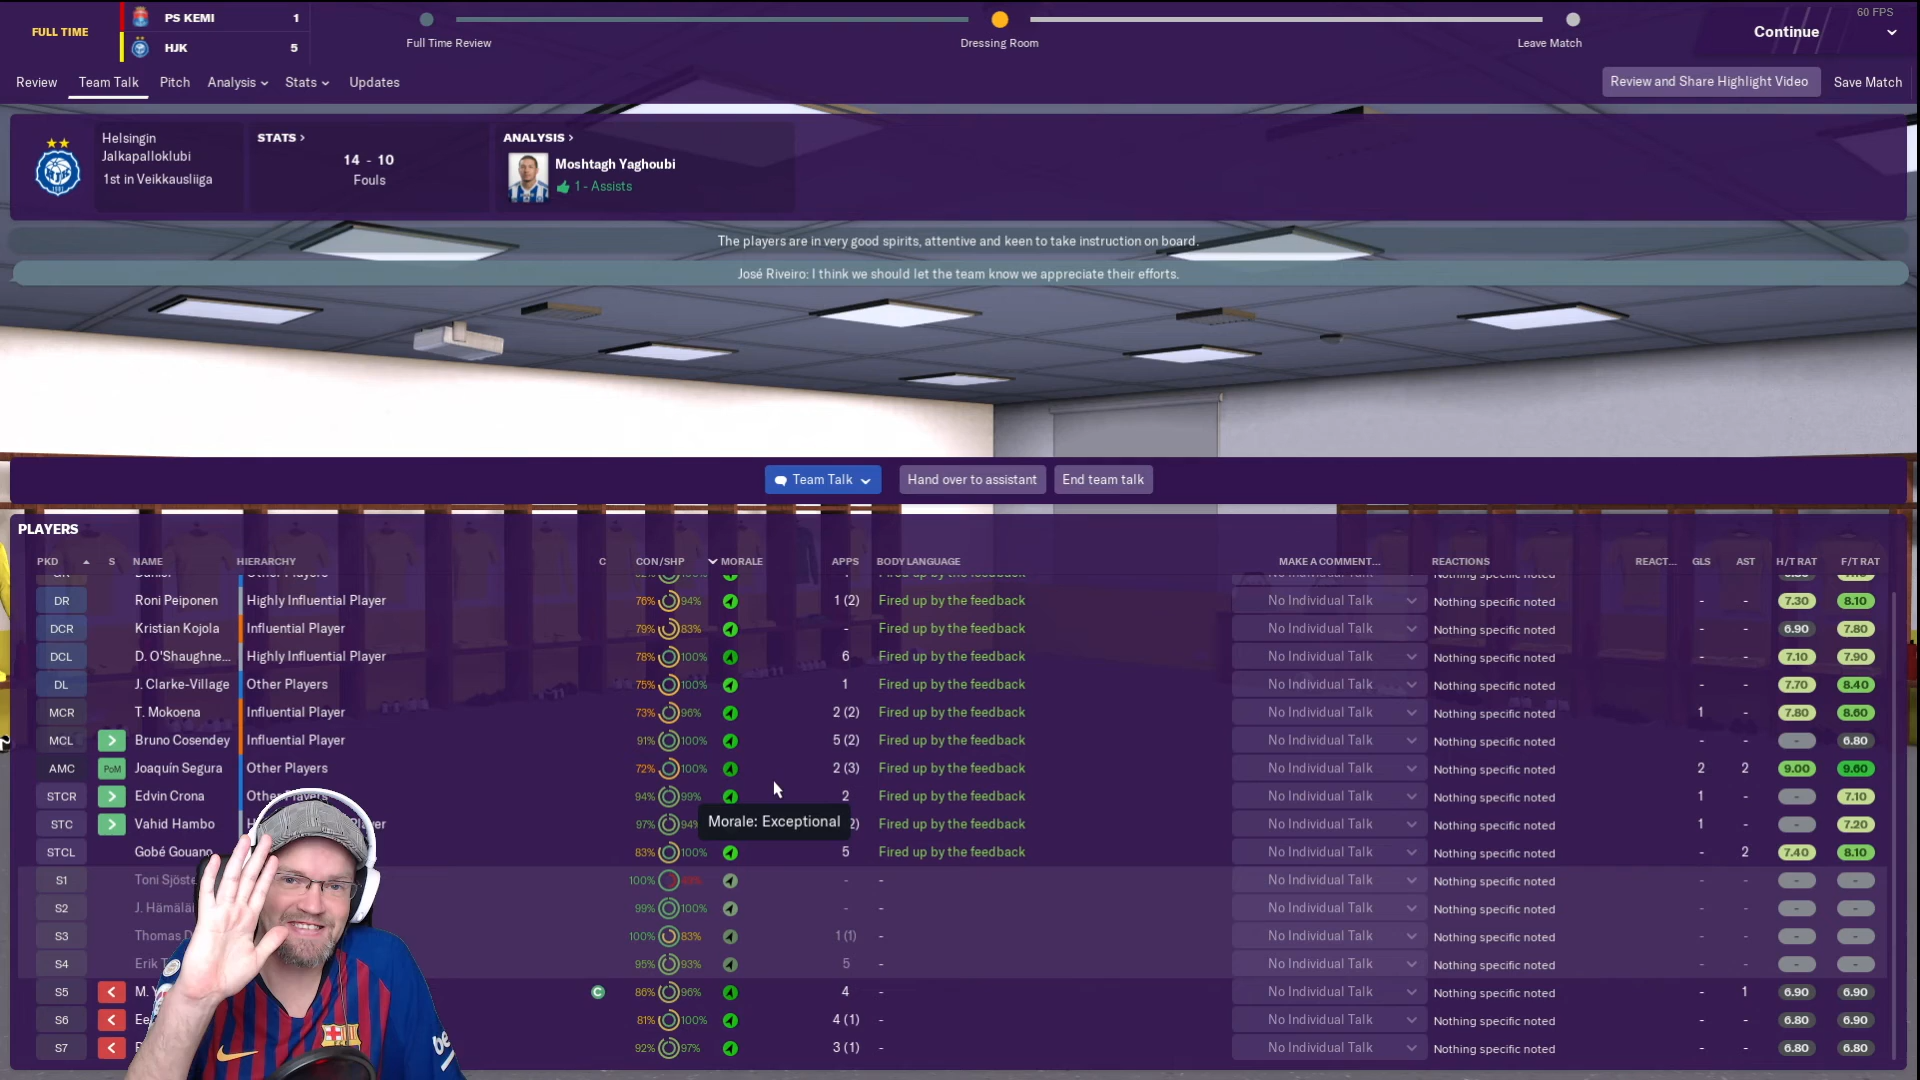 60 FPS
FULL TIME
PS KEMI 1
HJK 5
Full Time Review
Dressing Room
Leave Match
Continue
Review Team Talk Pitch Analysis Stats Updates
Review and Share Highlight Video
Save Match
Helsingin
Jalkapalloklubi
1st in Veikkausliiga
STATS
14 - 10
Fouls
ANALYSIS
Moshtagh Yaghoubi
1 - Assists
The players are in very good spirits, attentive and keen to take instruction on board.
José Riveiro: I think we should let the team know we appreciate their efforts.
Team Talk
Hand over to assistant
End team talk
PLAYERS
PKD S NAME HIERARCHY C CON/SHP MORALE APPS BODY LANGUAGE MAKE A COMMENT... REACTIONS REACT... GLS AST H/T RAT F/T RAT
DR Roni Peiponen Highly Influential Player 76% 94% 1 (2) Fired up by the feedback No Individual Talk Nothing specific noted - - 7.30 8.10
DCR Kristian Kojola Influential Player 79% 83% - Fired up by the feedback No Individual Talk Nothing specific noted - - 6.90 7.80
DCL D. O'Shaughne... Highly Influential Player 78% 100% 6 Fired up by the feedback No Individual Talk Nothing specific noted - - 7.10 7.90
DL J. Clarke-Village Other Players 75% 100% 1 Fired up by the feedback No Individual Talk Nothing specific noted - - 7.70 8.40
MCR T. Mokoena Influential Player 73% 96% 2 (2) Fired up by the feedback No Individual Talk Nothing specific noted 1 - 7.80 8.60
MCL Bruno Cosendey Influential Player 91% 100% 5 (2) Fired up by the feedback No Individual Talk Nothing specific noted - - - 6.80
AMC PoM Joaquín Segura Other Players 72% 100% 2 (3) Fired up by the feedback No Individual Talk Nothing specific noted 2 2 9.00 9.60
STCR Edvin Crona Other Players 94% 99% 2 Fired up by the feedback No Individual Talk Nothing specific noted 1 - - 7.10
STC Vahid Hambo 97% 94% Fired up by the feedback No Individual Talk Nothing specific noted 1 - - 7.20
Morale: Exceptional
STCL Gobé Gouano 83% 100% 5 Fired up by the feedback No Individual Talk Nothing specific noted - 2 7.40 8.10
S1 Toni 100% - - No Individual Talk Nothing specific noted - - - -
S2 99% 100% - - No Individual Talk Nothing specific noted - - - -
S3 Thomas 100% 83% 1 (1) - No Individual Talk Nothing specific noted - - - -
S4 Erik 95% 93% 5 - No Individual Talk Nothing specific noted - - - -
S5 M. C 86% 96% 4 - No Individual Talk Nothing specific noted - 1 6.90 6.90
S6 81% 100% 4 (1) - No Individual Talk Nothing specific noted - - 6.80 6.90
S7 92% 97% 3 (1) - No Individual Talk Nothing specific noted - - 6.80 6.80